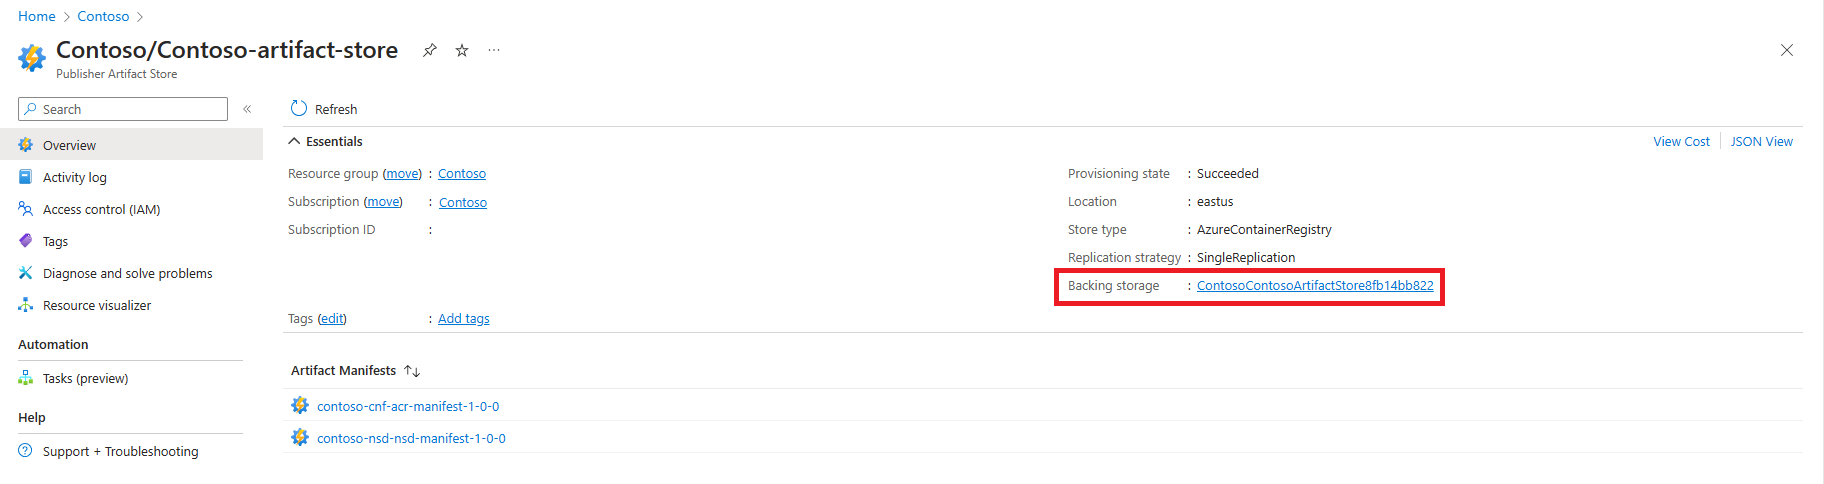 Home > Contoso >
Contoso/Contoso-artifact-store ...
Publisher Artifact Store
Search «
Overview
Activity log
Access control (IAM)
Tags
Diagnose and solve problems
Resource visualizer
Automation
Tasks (preview)
Help
Support + Troubleshooting
Refresh
Essentials
View Cost | JSON View
Resource group (move) : Contoso
Subscription (move) : Contoso
Subscription ID :
Provisioning state : Succeeded
Location : eastus
Store type : AzureContainerRegistry
Replication strategy : SingleReplication
Backing storage : ContosoContosoArtifactStore8fb14bb822
Tags (edit) : Add tags
Artifact Manifests ↑↓
contoso-cnf-acr-manifest-1-0-0
contoso-nsd-nsd-manifest-1-0-0